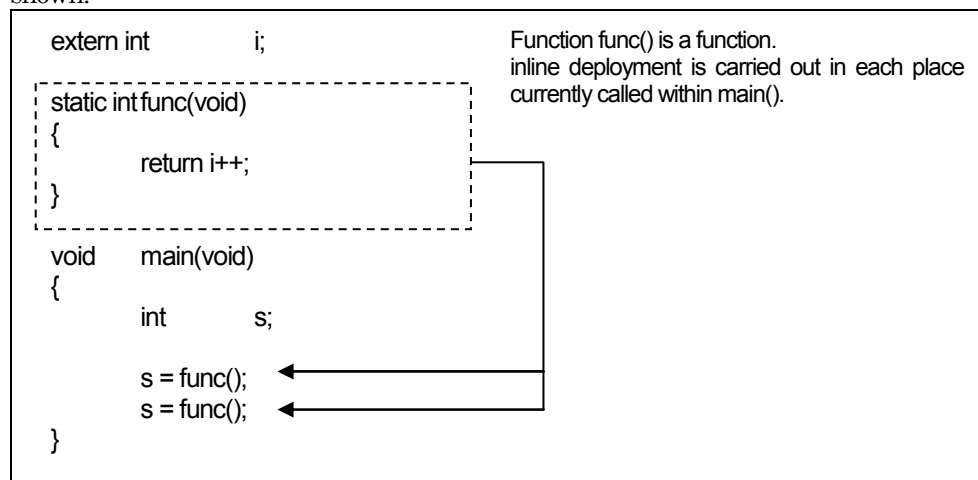 shown.
extern int i;
Function func() is a function.
inline deployment is carried out in each place
currently called within main().
static int func(void)
{
return i++;
}
void main(void)
{
int s;
s = func();
s = func();
}